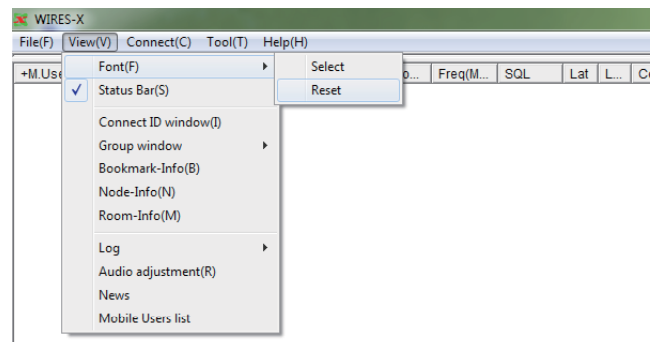 WIRES-X
File(F) View(V) Connect(C) Tool(T) Help(H)
+M.Use Freq(M... SQL Lat L...
Font(F)
Select
Status Bar(S)
Reset
Connect ID window(I)
Group window
Bookmark-Info(B)
Node-Info(N)
Room-Info(M)
Log
Audio adjustment(R)
News
Mobile Users list